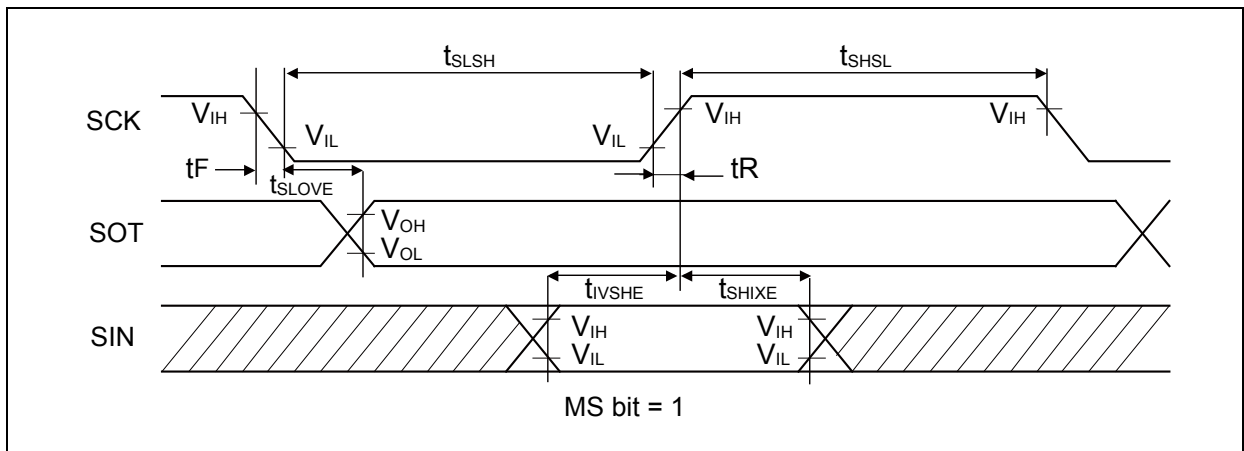 tSLSH
tSHSL
SCK
VIH
VIL
VIL
VIH
VIH
tF
tSLOVE
tR
SOT
VOH
VOL
tIVSHE
tSHIXE
SIN
VIH
VIL
VIH
VIL
MS bit = 1